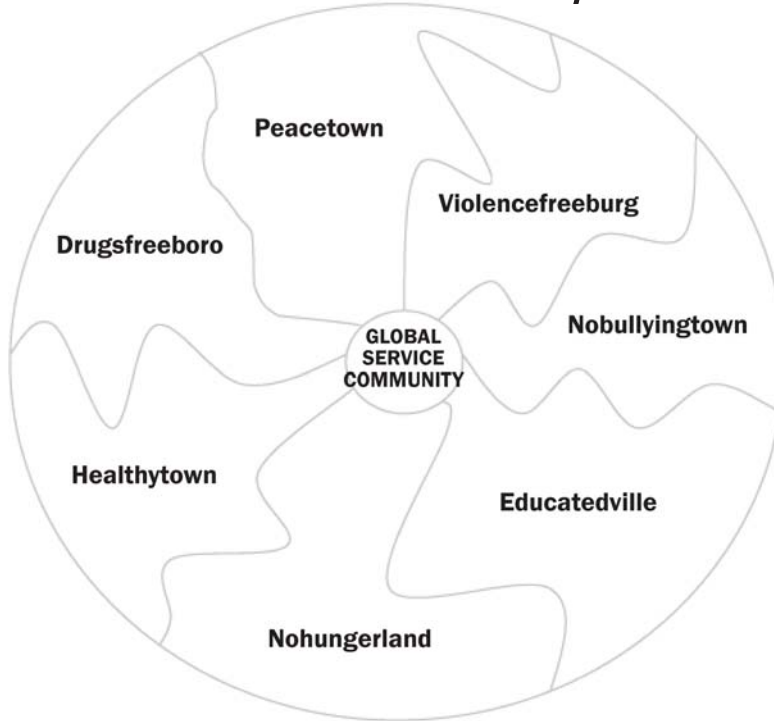 Peacetown
Violencefreeburg
Drugsfreeboro
Nobullyingtown
GLOBAL
SERVICE
COMMUNITY
Healthytown
Educatedville
Nohungerland